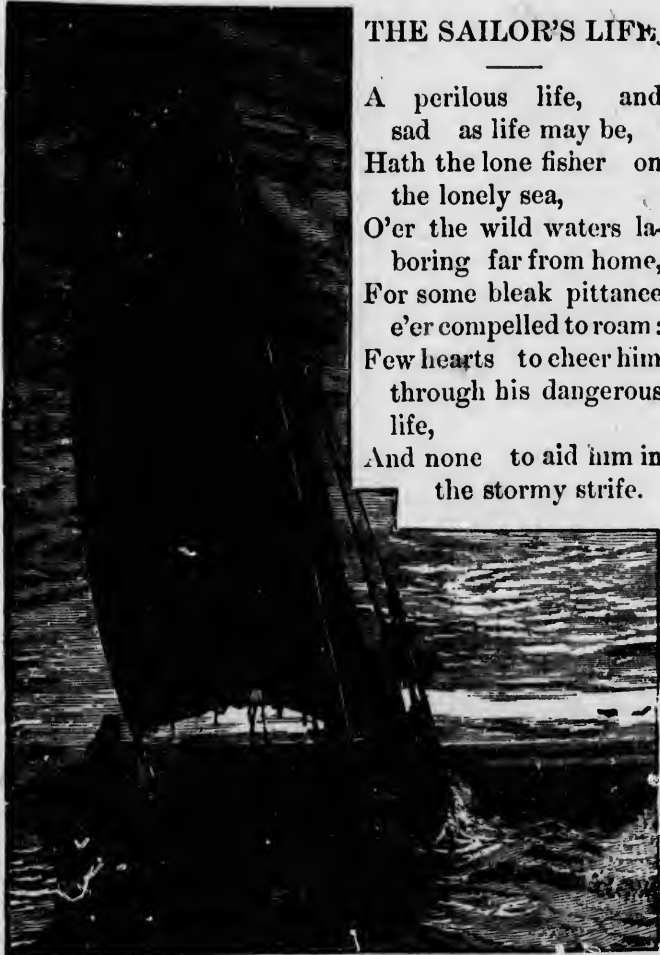 THE SAILOR'S LIFE.
A perilous life, and
sad as life may be,
Hath the lone fisher on
the lonely sea,
O'er the wild waters la-
boring far from home,
For some bleak pittance
e'er compelled to roam:
Few hearts to cheer him
through his dangerous
life,
And none to aid him in
the stormy strife.